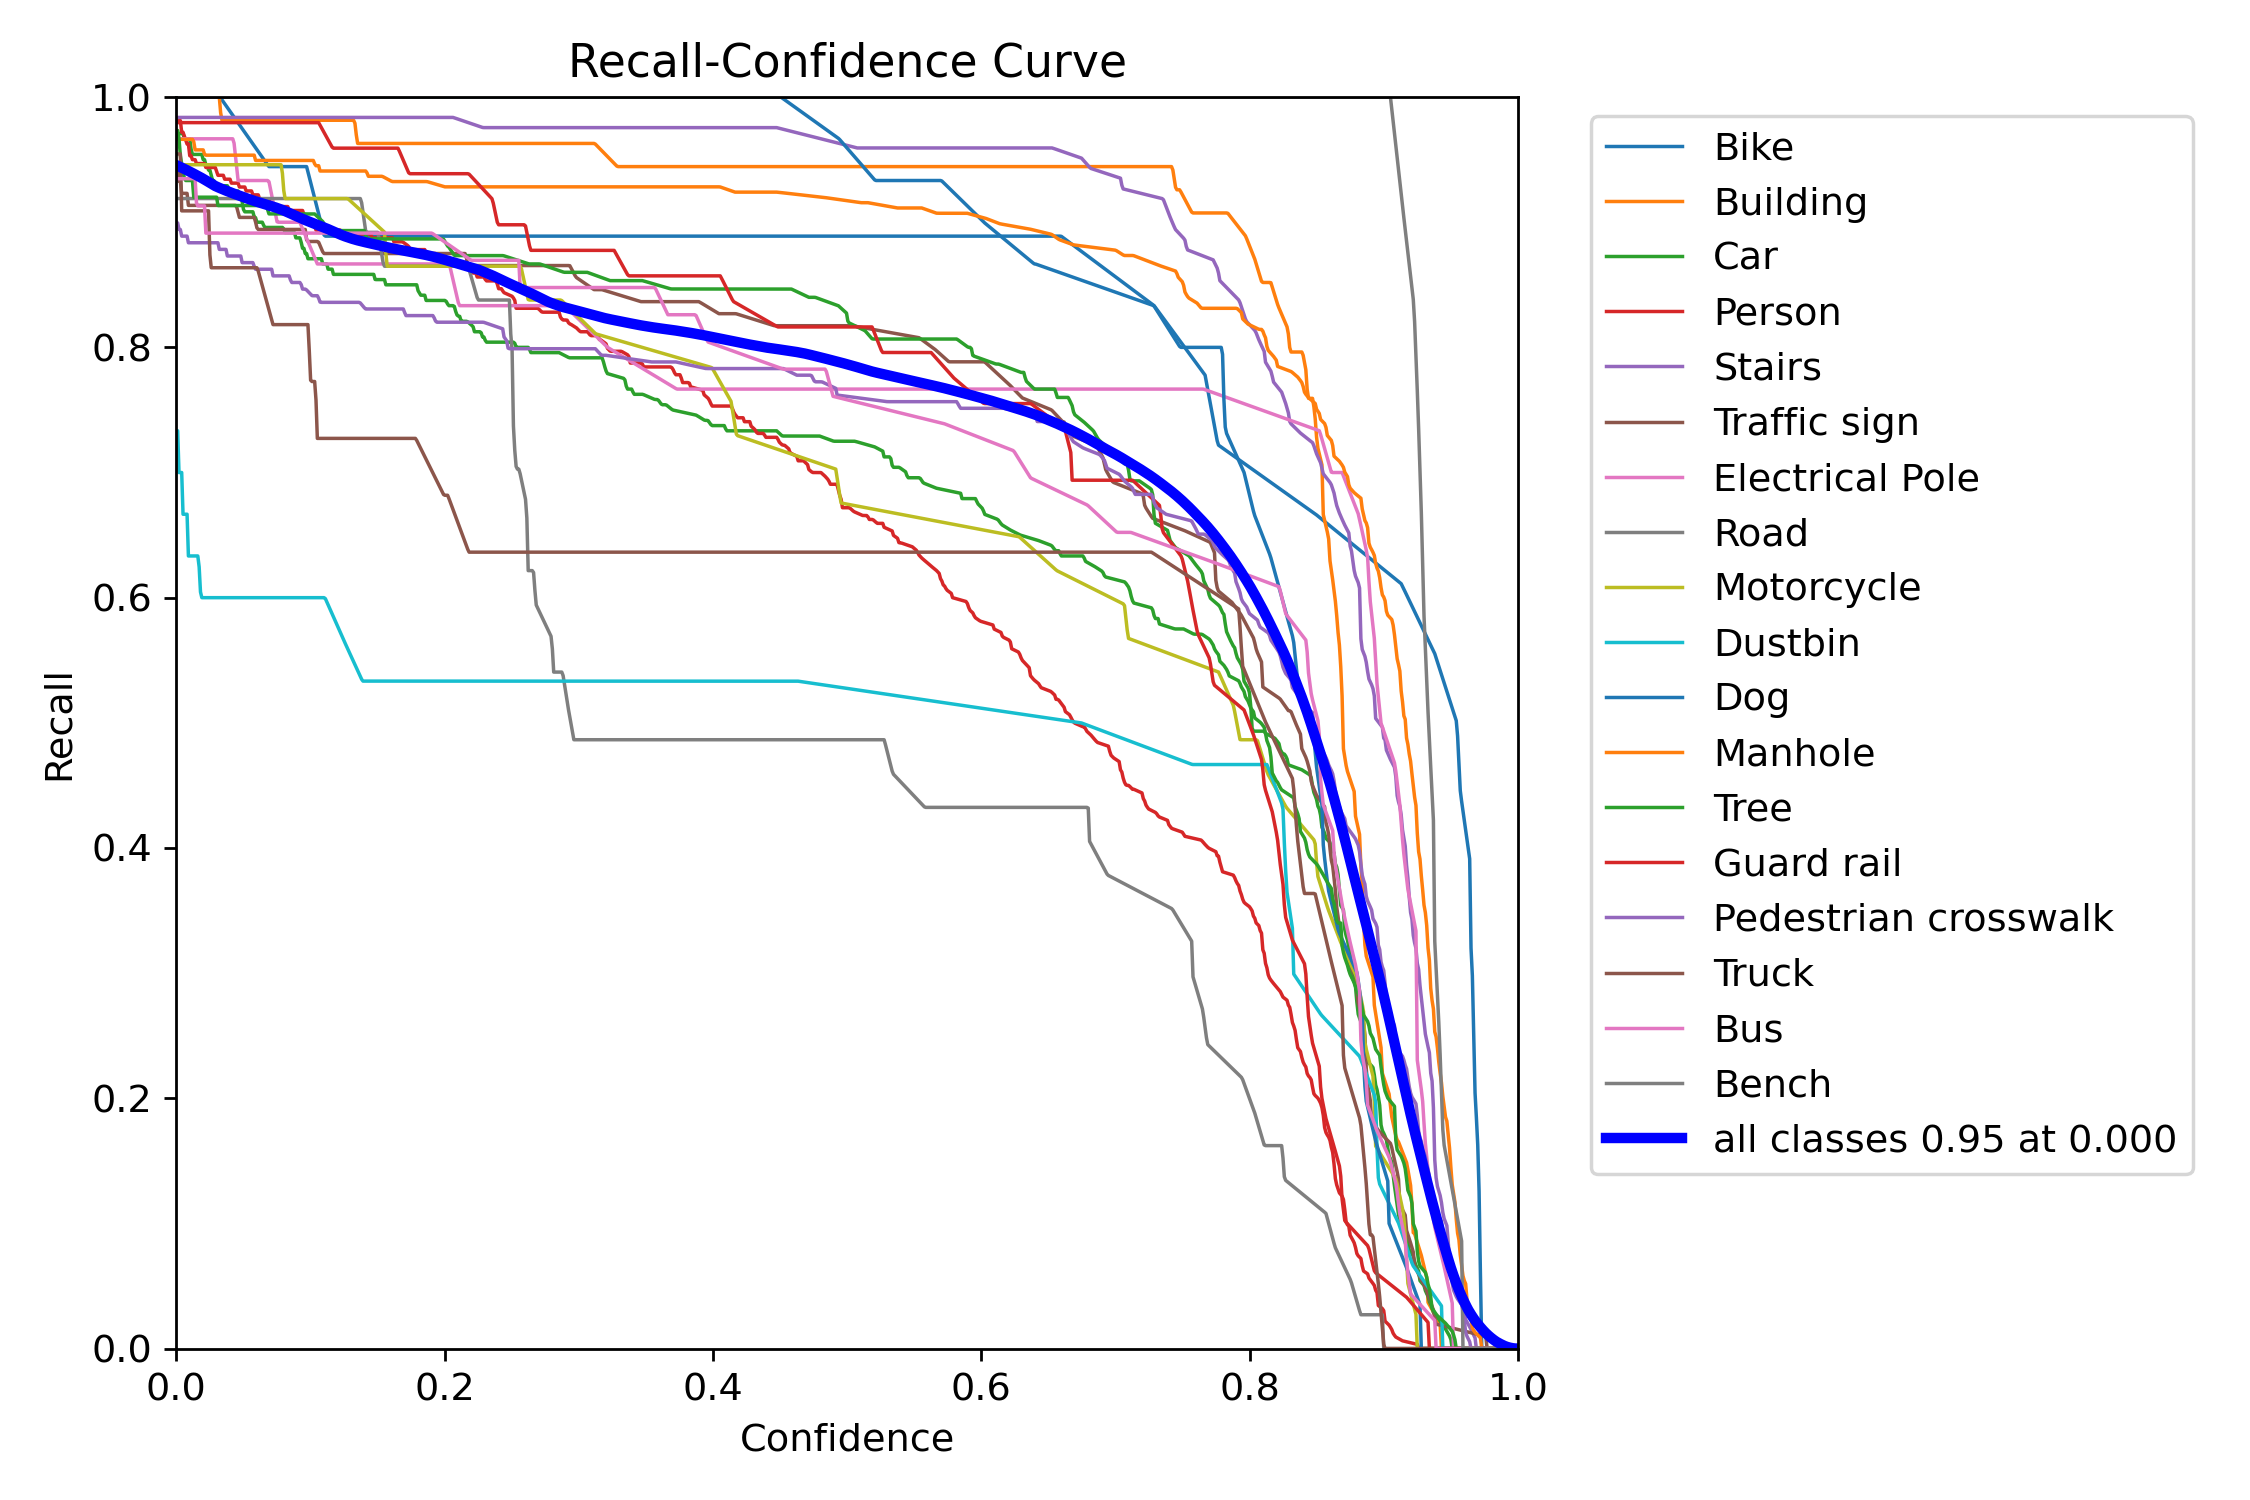 Recall-Confidence Curve
1.0
0.8
0.6
0.4
0.2
0.0
Recall
0.0 0.2 0.4 0.6 0.8 1.0
Confidence
Bike
Building
Car
Person
Stairs
Traffic sign
Electrical Pole
Road
Motorcycle
Dustbin
Dog
Manhole
Tree
Guard rail
Pedestrian crosswalk
Truck
Bus
Bench
all classes 0.95 at 0.000